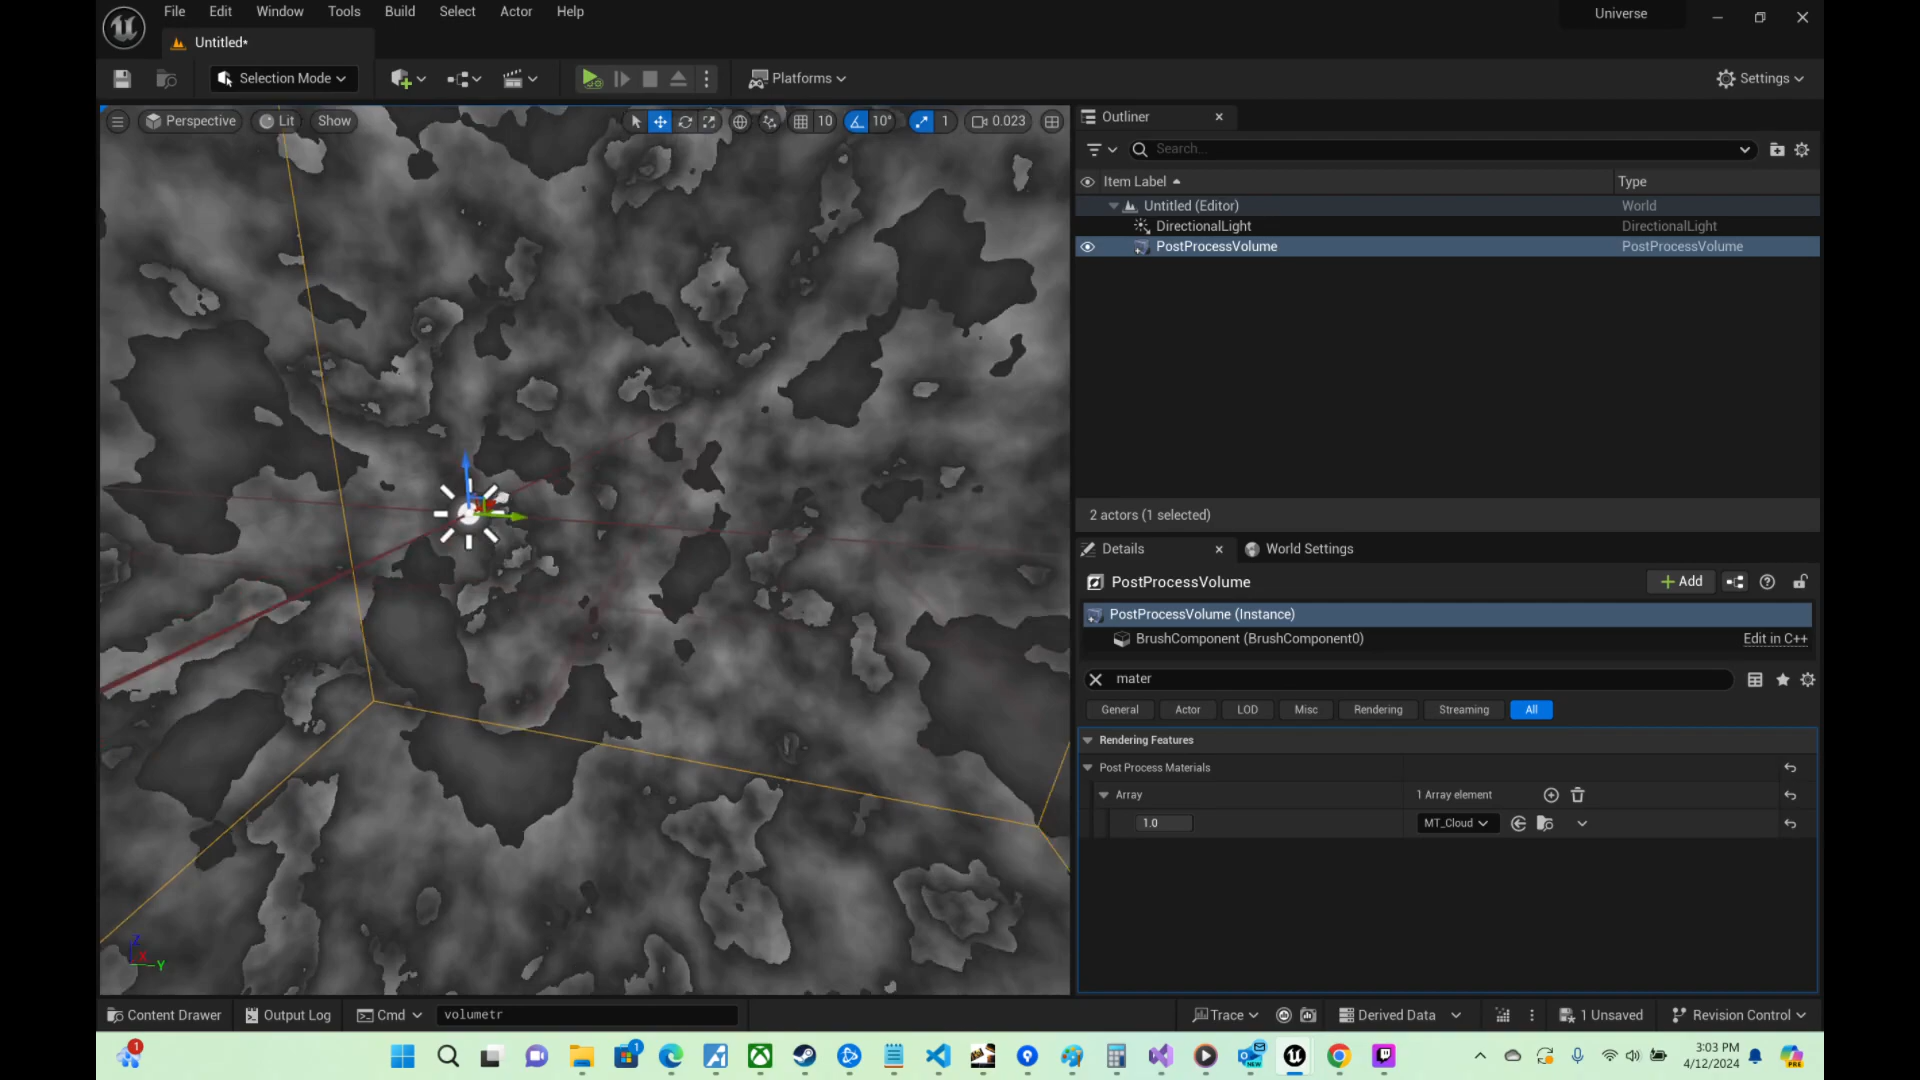 File Edit Window Tools Build Select Actor Help
Universe
Untitled*
Selection Mode
Platforms
Settings
Perspective
Lit
Show
10
10°
1
0.023
Outliner
Search...
Item Label
Type
Untitled (Editor)
World
DirectionalLight
DirectionalLight
PostProcessVolume
PostProcessVolume
2 actors (1 selected)
Details
World Settings
PostProcessVolume
Add
PostProcessVolume (Instance)
BrushComponent (BrushComponent0)
Edit in C++
mater
General
Actor
LOD
Misc
Rendering
Streaming
All
Rendering Features
Post Process Materials
Array
1 Array element
1.0
MT_Cloud
Z
X
Y
Content Drawer
Output Log
Cmd
volumetr
Trace
Derived Data
1 Unsaved
Revision Control
1
1
NEW
3:03 PM
4/12/2024
PRE